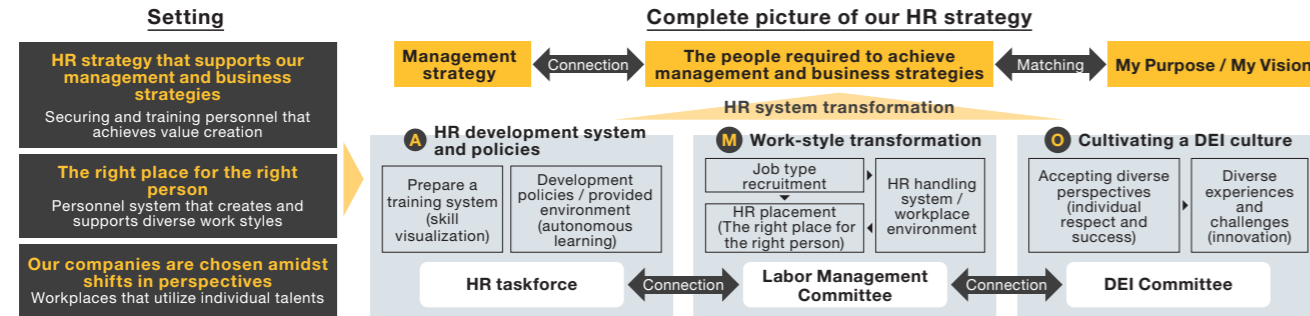 Setting
HR strategy that supports our
management and business
strategies
Securing and training personnel that
achieves value creation
The right place for the right
person
Personnel system that creates and
supports diverse work styles
Our companies are chosen amidst
shifts in perspectives
Workplaces that utilize individual talents
Complete picture of our HR strategy
Management
strategy
Connection
The people required to achieve
management and business strategies
Matching
My Purpose / My Vision
HR system transformation
A HR development system
and policies
Prepare a
training system
(skill
visualization)
Development
policies / provided
environment
(autonomous
learning)
HR taskforce
Connection
M Work-style transformation
Job type
recruitment
HR placement
(The right place for
the right person)
HR handling
system /
workplace
environment
Labor Management
Committee
Connection
O Cultivating a DEI culture
Accepting diverse
perspectives
(individual
respect and
success)
Diverse
experiences
and
challenges
(innovation)
DEI Committee